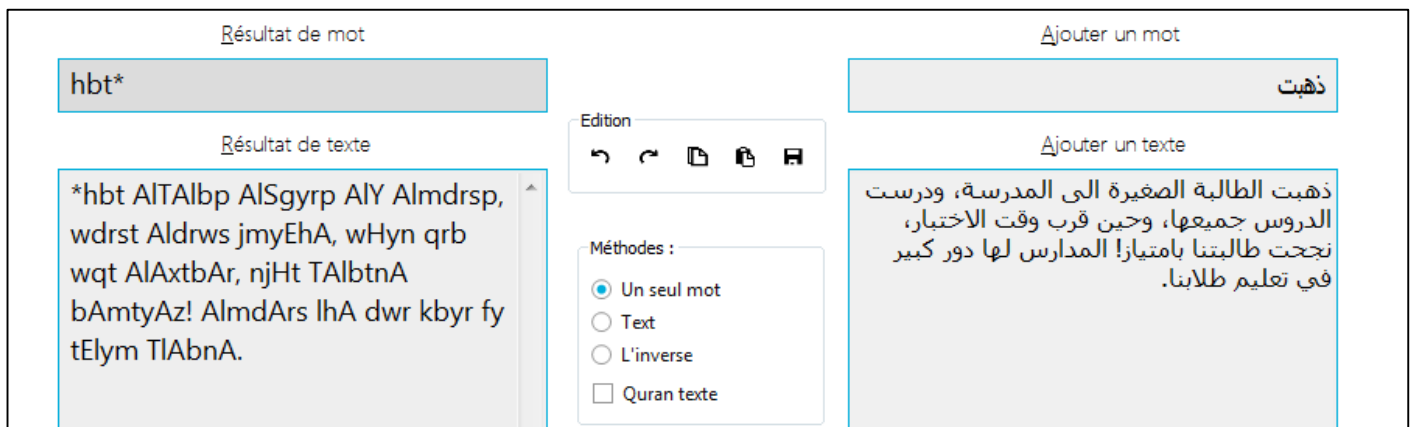 Résultat de mot
hbt*
Résultat de texte
*hbt AlTAlbp AlSgyrp AlY Almdrsp,
wdrst Aldrws jmyEhA, wHyn qrb
wqt AlAxtbAr, njHt TAlbtnA
bAmtyAz! AlmdArs lhA dwr kbyr fy
tElym TlAbnA.
Edition
Méthodes :
Un seul mot
Text
L'inverse
Quran texte
Ajouter un mot
ذهبت
Ajouter un texte
ذهبت الطالبة الصغيرة الى المدرسة، ودرست
الدروس جميعها، وحين قرب وقت الاختبار،
نجحت طالبتنا بامتياز! المدارس لها دور كبير
في تعليم طلابنا.